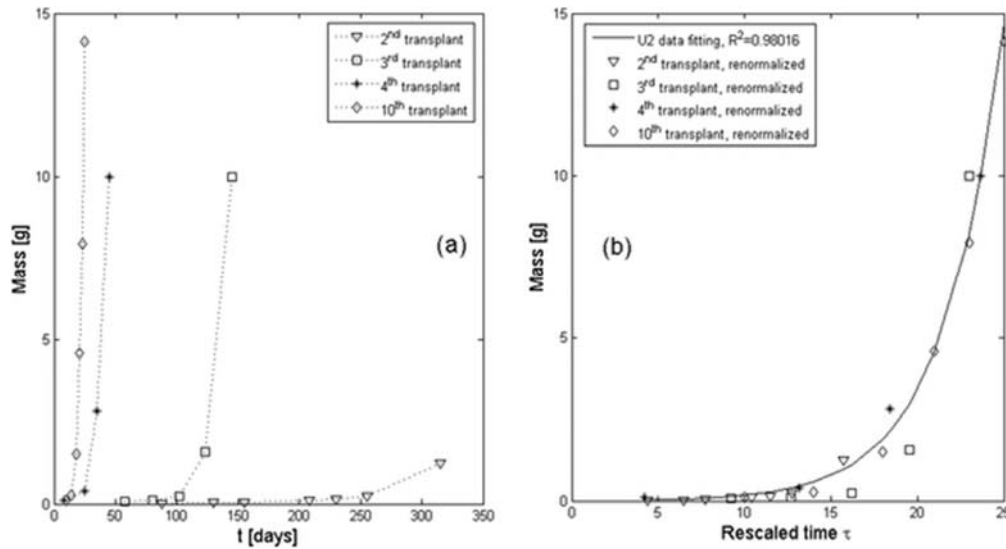 15
10
5
0
Mass [g]
2nd transplant
3rd transplant
4th transplant
10th transplant
(a)
0 50 100 150 200 250 300 350
t [days]
15
10
5
0
Mass [g]
U2 data fitting, R2=0.98016
2nd transplant, renormalized
3rd transplant, renormalized
4th transplant, renormalized
10th transplant, renormalized
(b)
0 5 10 15 20 25
Rescaled time τ